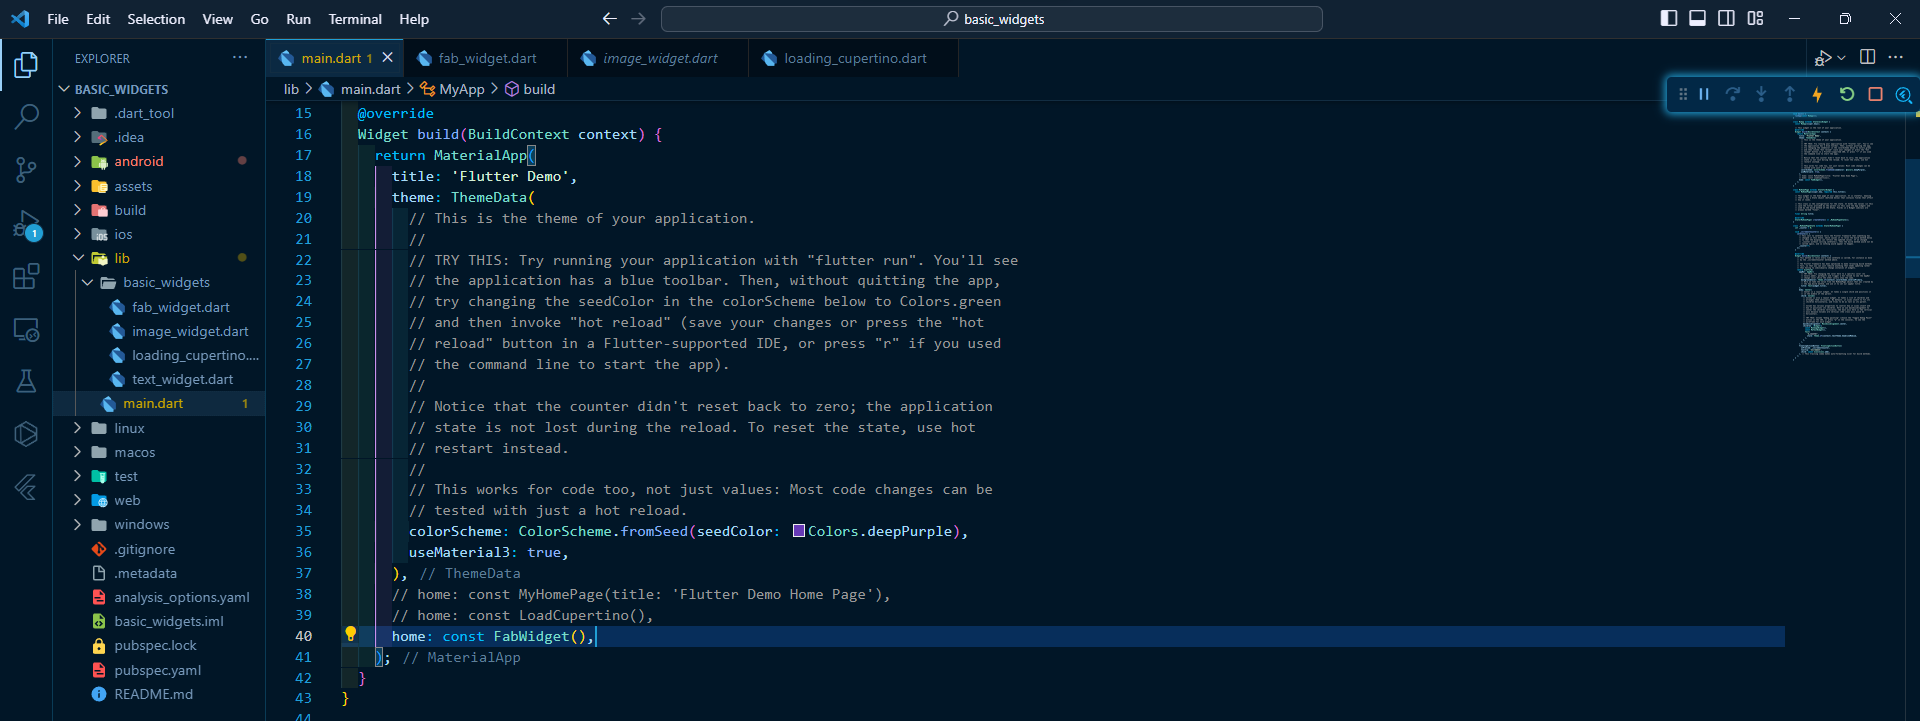 File Edit Selection View Go Run Terminal Help
basic_widgets
EXPLORER
main.dart 1
fab_widget.dart
image_widget.dart
loading_cupertino.dart
lib > main.dart > MyApp > build
BASIC_WIDGETS
.dart_tool
.idea
android
assets
build
ios
lib
basic_widgets
fab_widget.dart
image_widget.dart
loading_cupertino....
text_widget.dart
main.dart 1
linux
macos
test
web
windows
.gitignore
.metadata
analysis_options.yaml
basic_widgets.iml
pubspec.lock
pubspec.yaml
README.md
1
15 @override
16 Widget build(BuildContext context) {
17 return MaterialApp(
18 title: 'Flutter Demo',
19 theme: ThemeData(
20 // This is the theme of your application.
21 //
22 // TRY THIS: Try running your application with "flutter run". You'll see
23 // the application has a blue toolbar. Then, without quitting the app,
24 // try changing the seedColor in the colorScheme below to Colors.green
25 // and then invoke "hot reload" (save your changes or press the "hot
26 // reload" button in a Flutter-supported IDE, or press "r" if you used
27 // the command line to start the app).
28 //
29 // Notice that the counter didn't reset back to zero; the application
30 // state is not lost during the reload. To reset the state, use hot
31 // restart instead.
32 //
33 // This works for code too, not just values: Most code changes can be
34 // tested with just a hot reload.
35 colorScheme: ColorScheme.fromSeed(seedColor: Colors.deepPurple),
36 useMaterial3: true,
37 ), // ThemeData
38 // home: const MyHomePage(title: 'Flutter Demo Home Page'),
39 // home: const LoadCupertino(),
40 home: const FabWidget(),
41 ); // MaterialApp
42 }
43 }
44